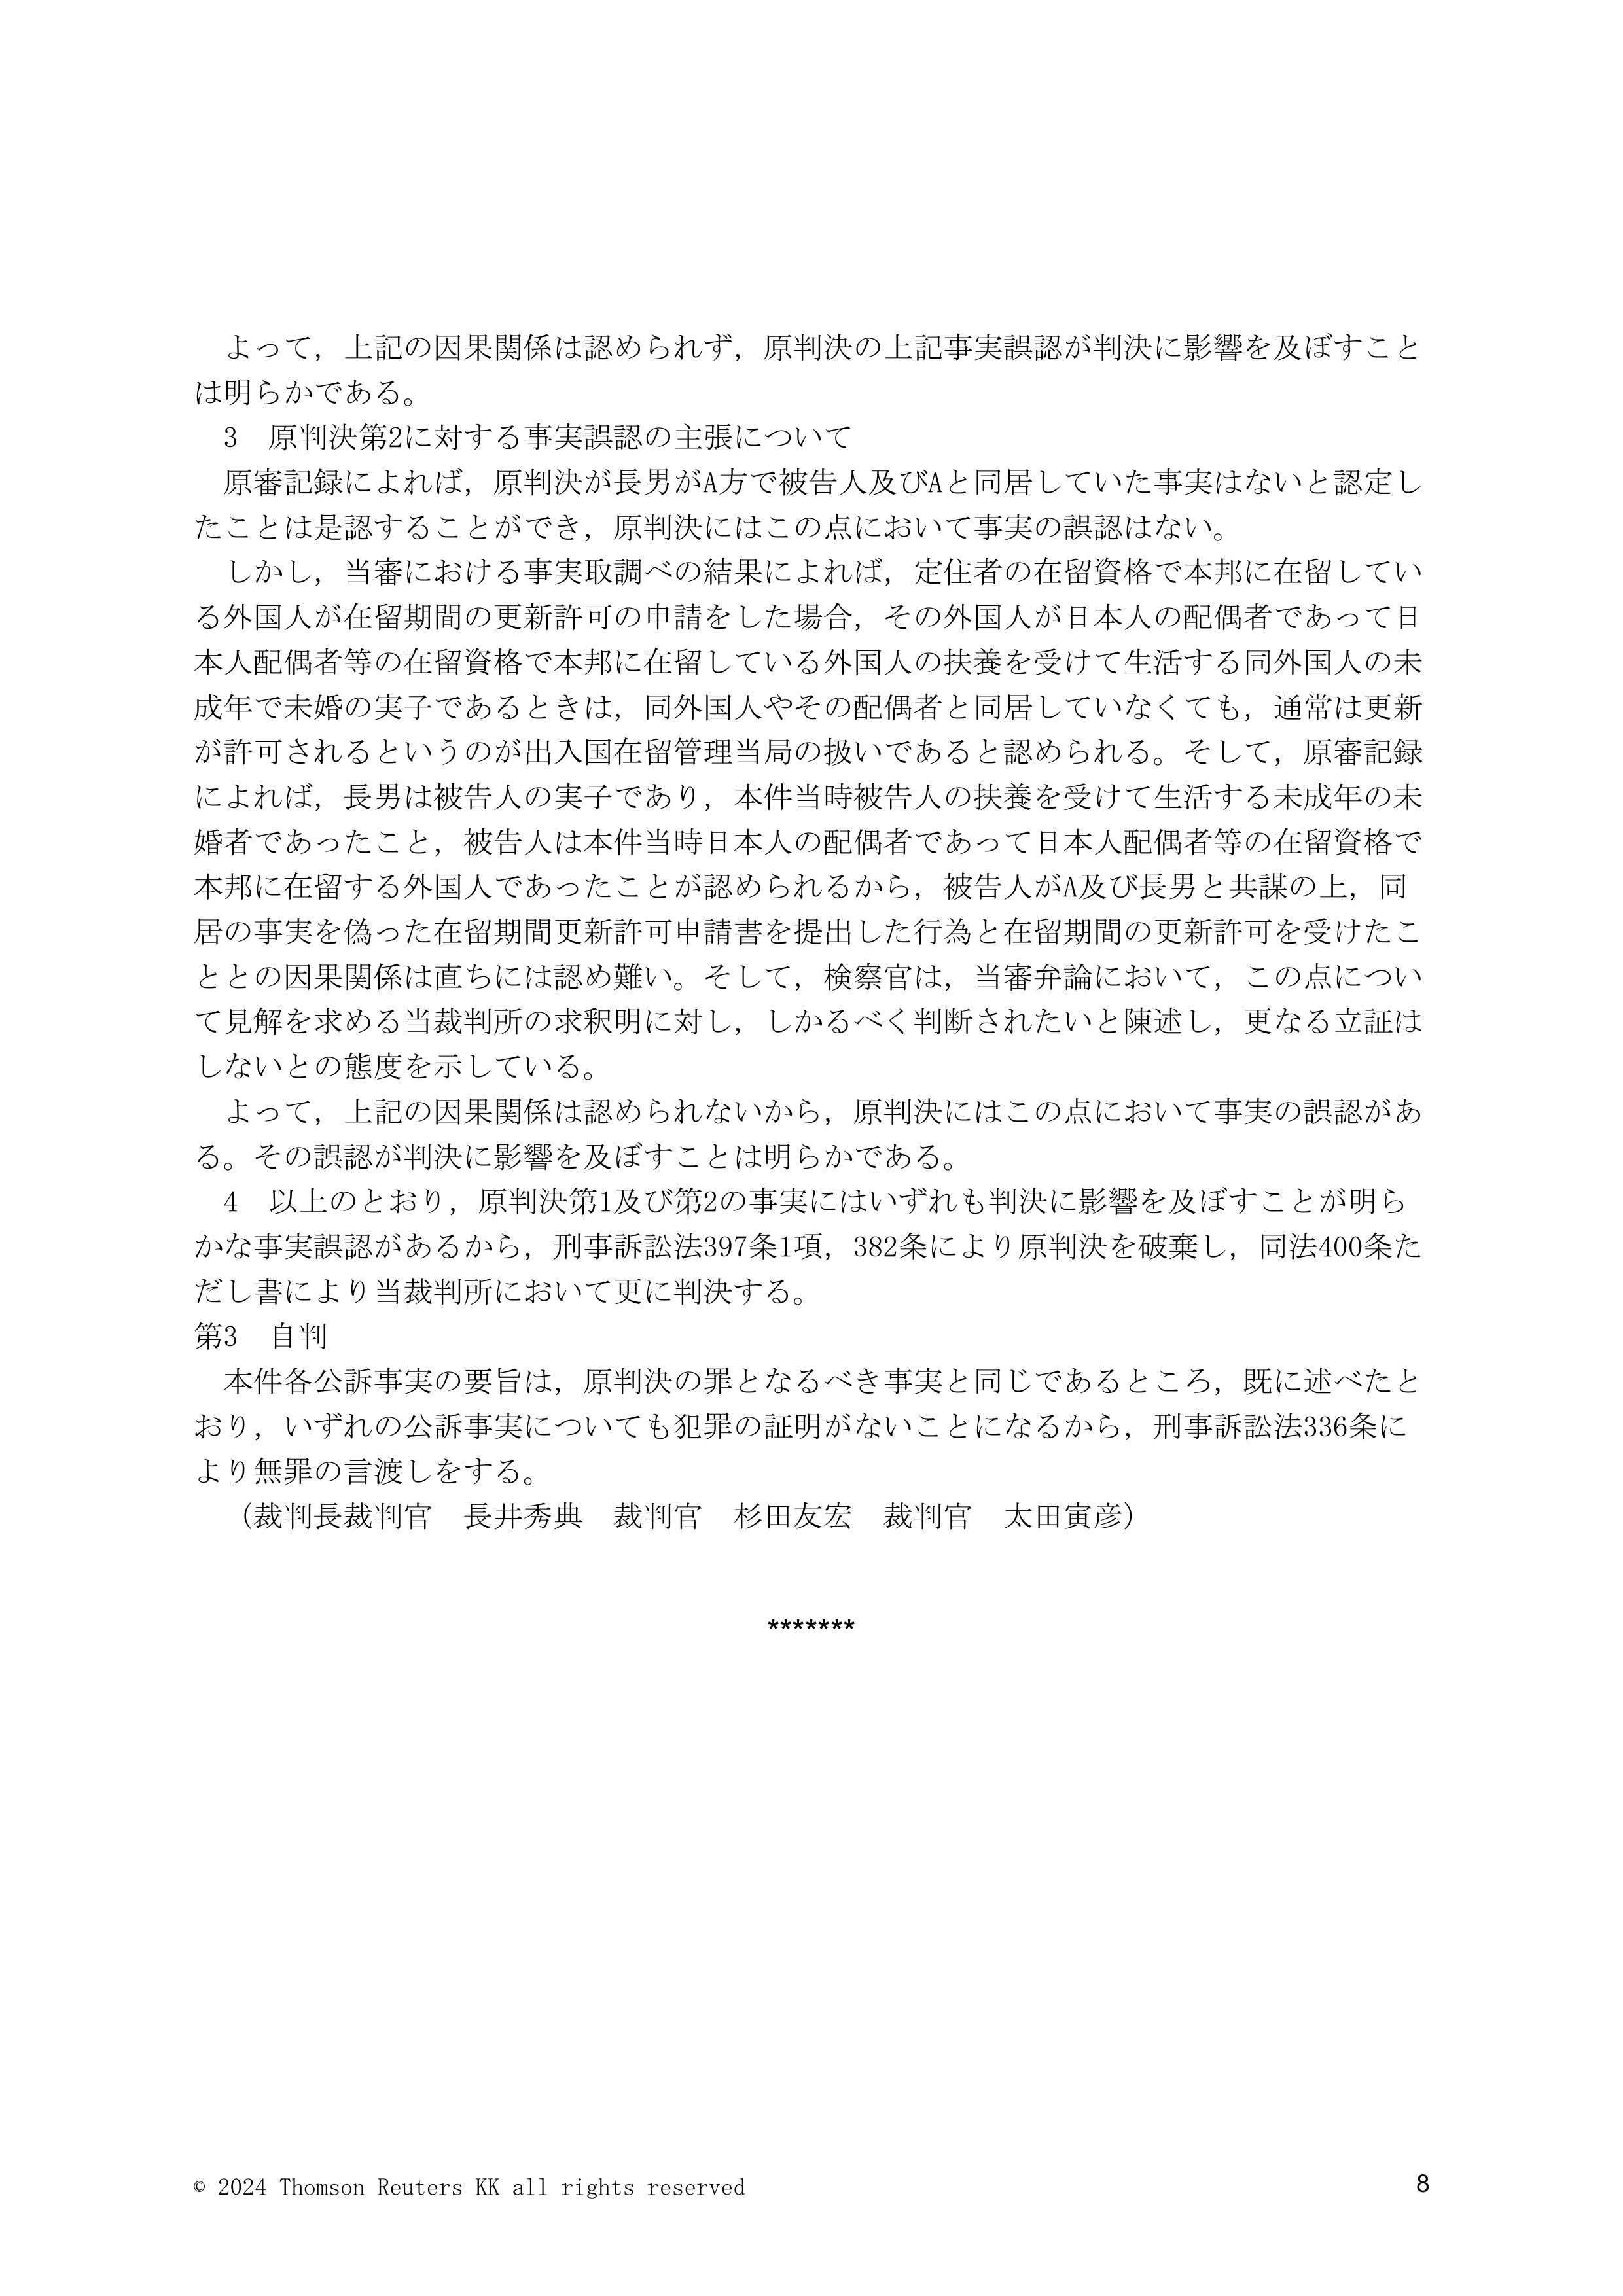 よって，上記の因果関係は認められず，原判決の上記事実誤認が判決に影響を及ぼすこと
は明らかである。
　3　原判決第2に対する事実誤認の主張について
　原審記録によれば，原判決が長男がA方で被告人及びAと同居していた事実はないと認定し
たことは是認することができ，原判決にはこの点において事実の誤認はない。
　しかし，当審における事実取調べの結果によれば，定住者の在留資格で本邦に在留してい
る外国人が在留期間の更新許可の申請をした場合，その外国人が日本人の配偶者であって日
本人配偶者等の在留資格で本邦に在留している外国人の扶養を受けて生活する同外国人の未
成年で未婚の実子であるときは，同外国人やその配偶者と同居していなくても，通常は更新
が許可されるというのが出入国在留管理当局の扱いであると認められる。そして，原審記録
によれば，長男は被告人の実子であり，本件当時被告人の扶養を受けて生活する未成年の未
婚者であったこと，被告人は本件当時日本人の配偶者であって日本人配偶者等の在留資格で
本邦に在留する外国人であったことが認められるから，被告人がA及び長男と共謀の上，同
居の事実を偽った在留期間更新許可申請書を提出した行為と在留期間の更新許可を受けたこ
ととの因果関係は直ちには認め難い。そして，検察官は，当審弁論において，この点につい
て見解を求める当裁判所の求釈明に対し，しかるべく判断されたいと陳述し，更なる立証は
しないとの態度を示している。
　よって，上記の因果関係は認められないから，原判決にはこの点において事実の誤認があ
る。その誤認が判決に影響を及ぼすことは明らかである。
　4　以上のとおり，原判決第1及び第2の事実にはいずれも判決に影響を及ぼすことが明ら
かな事実誤認があるから，刑事訴訟法397条1項，382条により原判決を破棄し，同法400条た
だし書により当裁判所において更に判決する。
第3　自判
　本件各公訴事実の要旨は，原判決の罪となるべき事実と同じであるところ，既に述べたと
おり，いずれの公訴事実についても犯罪の証明がないことになるから，刑事訴訟法336条に
より無罪の言渡しをする。
　（裁判長裁判官　長井秀典　裁判官　杉田友宏　裁判官　太田寅彦）
*******
© 2024 Thomson Reuters KK all rights reserved
8